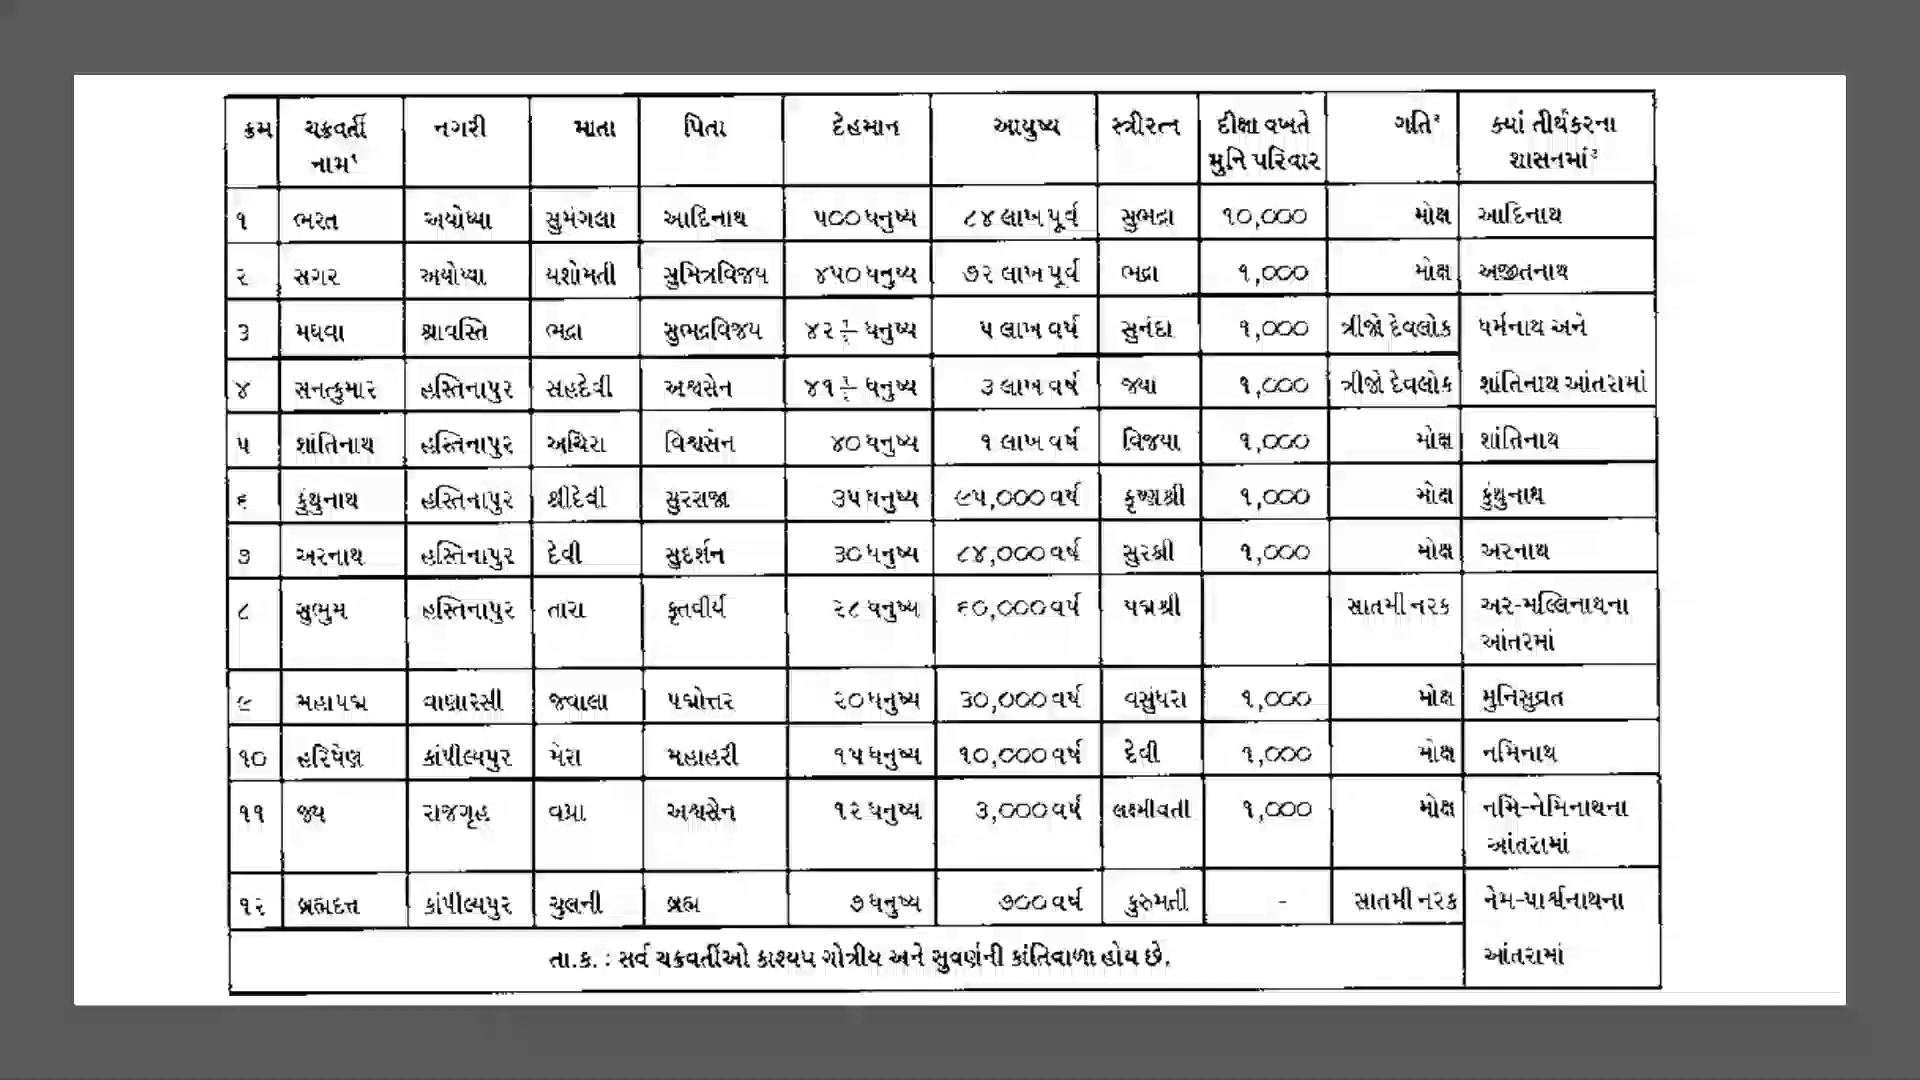 ક્રમ ચક્રવર્તી નગરી માતા પિતા દેહમાન આયુષ્ય સ્ત્રીરત્ન દીક્ષા વખતે ગતિ² ક્યાં તીર્થંકરના
નામ¹ મુનિ પરિવાર શાસનમાં³
૧ ભરત અયોધ્યા સુમંગલા આદિનાથ ૫૦૦ ધનુષ્ય ૮૪ લાખ પૂર્વ સુભદ્રા ૧૦,૦૦૦ મોક્ષ આદિનાથ
૨ સગર અયોધ્યા યશોમતી સુમિત્રવિજય ૪૫૦ ધનુષ્ય ૭૨ લાખ પૂર્વ ભદ્રા ૧,૦૦૦ મોક્ષ અજીતનાથ
૩ મઘવા શ્રાવસ્તિ ભદ્રા સુભદ્રવિજય ૪૨ ધનુષ્ય ૫ લાખ વર્ષ સુનંદા ૧,૦૦૦ ત્રીજો દેવલોક ધર્મનાથ અને
૪ સનત્કુમાર હસ્તિનાપુર સહદેવી અશ્વસેન ૪૧ ધનુષ્ય ૩ લાખ વર્ષ જયા ૧,૦૦૦ ત્રીજો દેવલોક શાંતિનાથ આંતરામાં
૫ શાંતિનાથ હસ્તિનાપુર અચિરા વિશ્વસેન ૪૦ ધનુષ્ય ૧ લાખ વર્ષ વિજયા ૧,૦૦૦ મોક્ષ શાંતિનાથ
૬ કુંથુનાથ હસ્તિનાપુર શ્રીદેવી સુરરાજા ૩૫ ધનુષ્ય ૯૫,૦૦૦ વર્ષ કૃષ્ણશ્રી ૧,૦૦૦ મોક્ષ કુંથુનાથ
૭ અરનાથ હસ્તિનાપુર દેવી સુદર્શન ૩૦ ધનુષ્ય ૮૪,૦૦૦ વર્ષ સુરશ્રી ૧,૦૦૦ મોક્ષ અરનાથ
૮ સુભુમ હસ્તિનાપુર તારા કૃતવીર્ય ૨૮ ધનુષ્ય ૬૦,૦૦૦ વર્ષ પદ્મશ્રી સાતમી નરક અર-મલ્લિનાથના
આંતરમાં
૯ મહાપદ્મ વાણારસી જ્વાલા પદ્મોત્તર ૨૦ ધનુષ્ય ૩૦,૦૦૦ વર્ષ વસુંધરા ૧,૦૦૦ મોક્ષ મુનિસુવ્રત
૧૦ હરિષેણ કાંપીલ્યપુર મેરા મહાહરી ૧૫ ધનુષ્ય ૧૦,૦૦૦ વર્ષ દેવી ૧,૦૦૦ મોક્ષ નમિનાથ
૧૧ જય રાજગૃહ વપ્રા અશ્વસેન ૧૨ ધનુષ્ય ૩,૦૦૦ વર્ષ લક્ષ્મીવતી ૧,૦૦૦ મોક્ષ નમિ-નેમિનાથના
આંતરામાં
૧૨ બ્રહ્મદત્ત કાંપીલ્યપુર ચુલની બ્રહ્મ ૭ ધનુષ્ય ૭૦૦ વર્ષ કુરુમતી - સાતમી નરક નેમ-પાર્શ્વનાથના
તા.ક. : સર્વ ચક્રવર્તીઓ કાશ્યપ ગોત્રીય અને સુવર્ણની કાંતિવાળા હોય છે. આંતરામાં